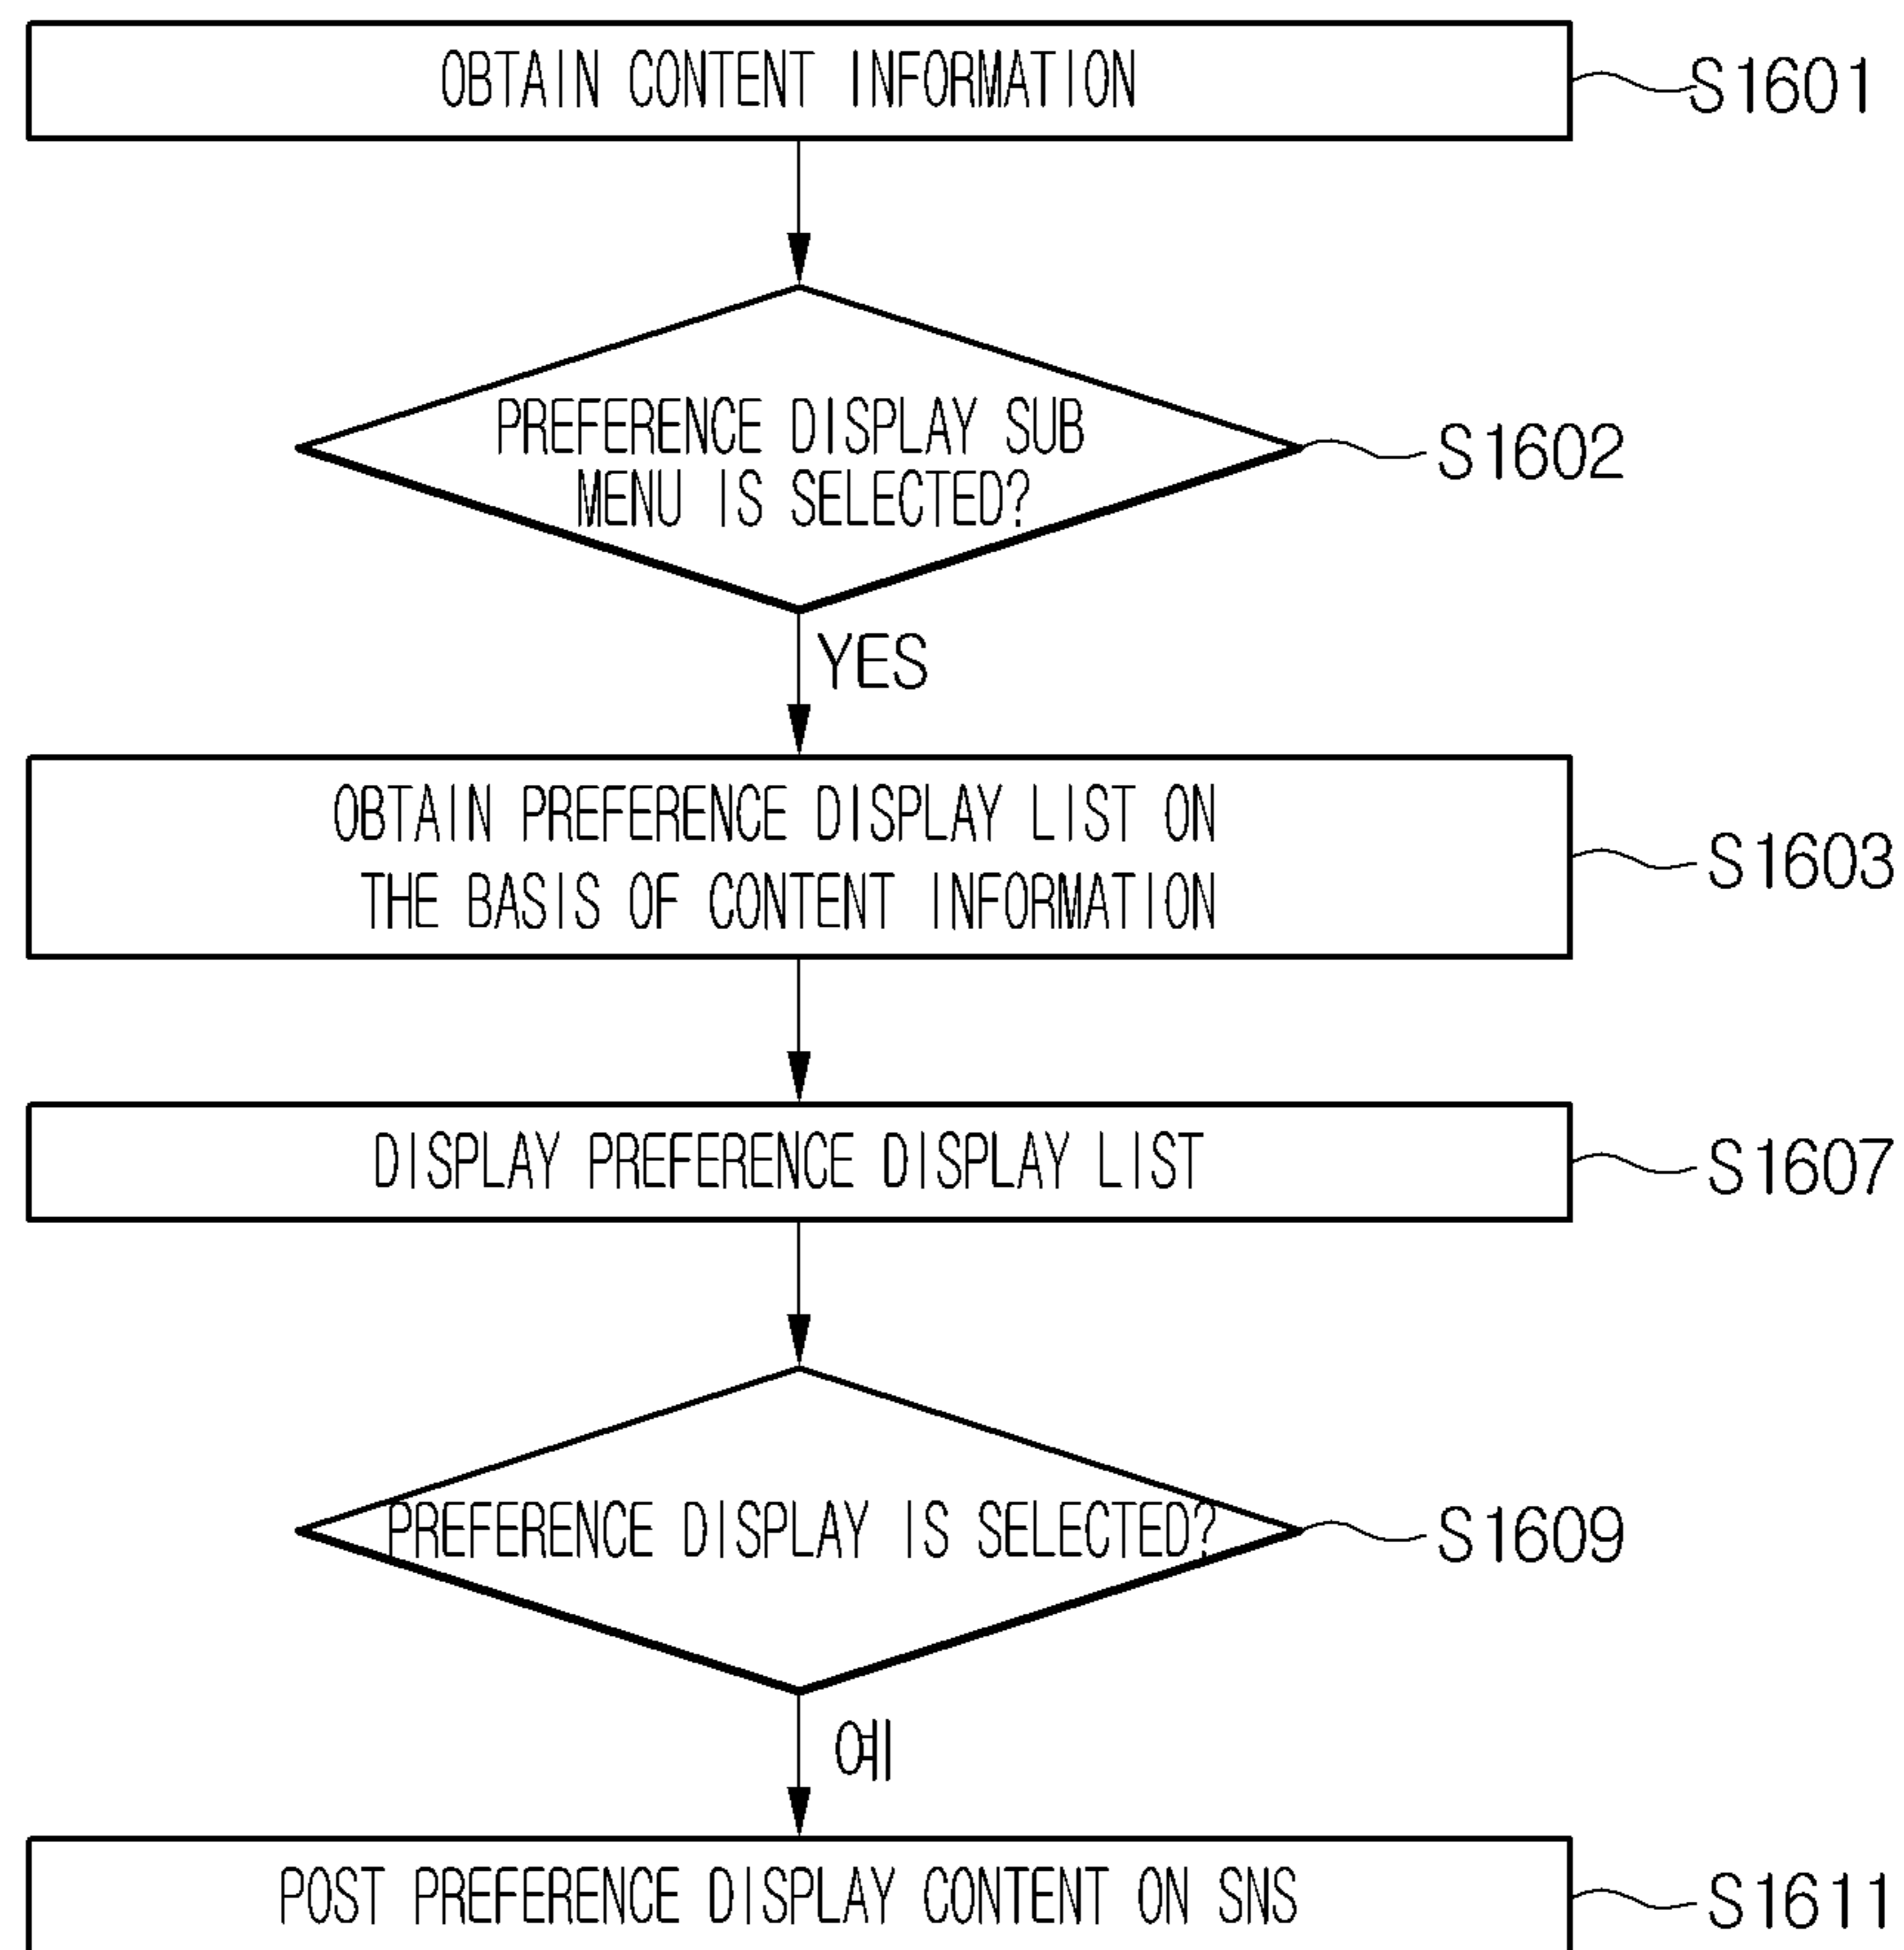 OBTAIN CONTENT INFORMATION
S1601
PREFERENCE DISPLAY SUB
MENU IS SELECTED?
S1602
YES
OBTAIN PREFERENCE DISPLAY LIST ON
THE BASIS OF CONTENT INFORMATION
S1603
DISPLAY PREFERENCE DISPLAY LIST
S1607
PREFERENCE DISPLAY IS SELECTED?
S1609
예
POST PREFERENCE DISPLAY CONTENT ON SNS
S1611